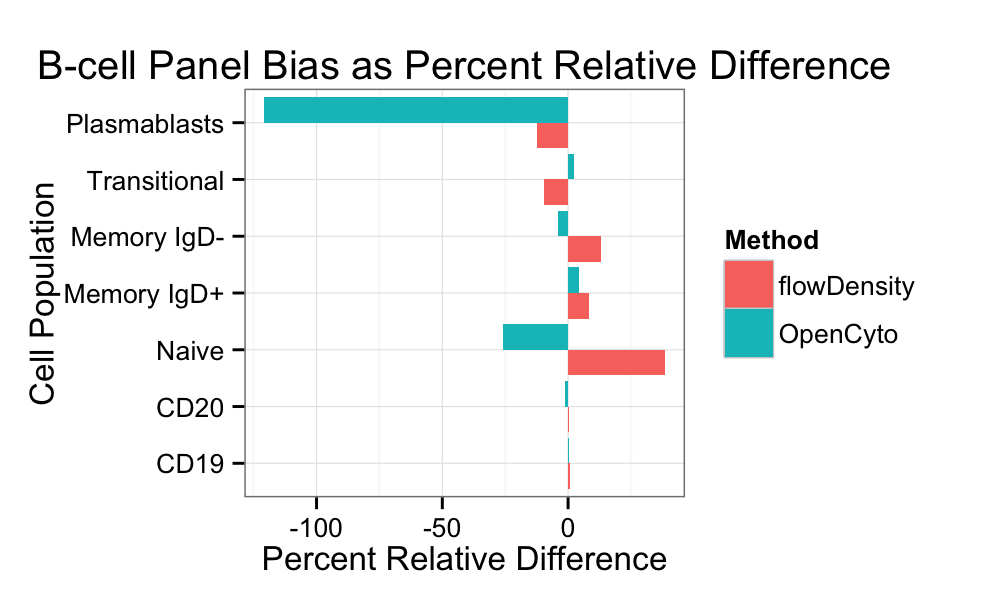 B-cell Panel Bias as Percent Relative Difference
Cell Population
Plasmablasts
Transitional
Memory IgD-
Memory IgD+
Naive
CD20
CD19
-100
-50
0
Percent Relative Difference
Method
flowDensity
OpenCyto